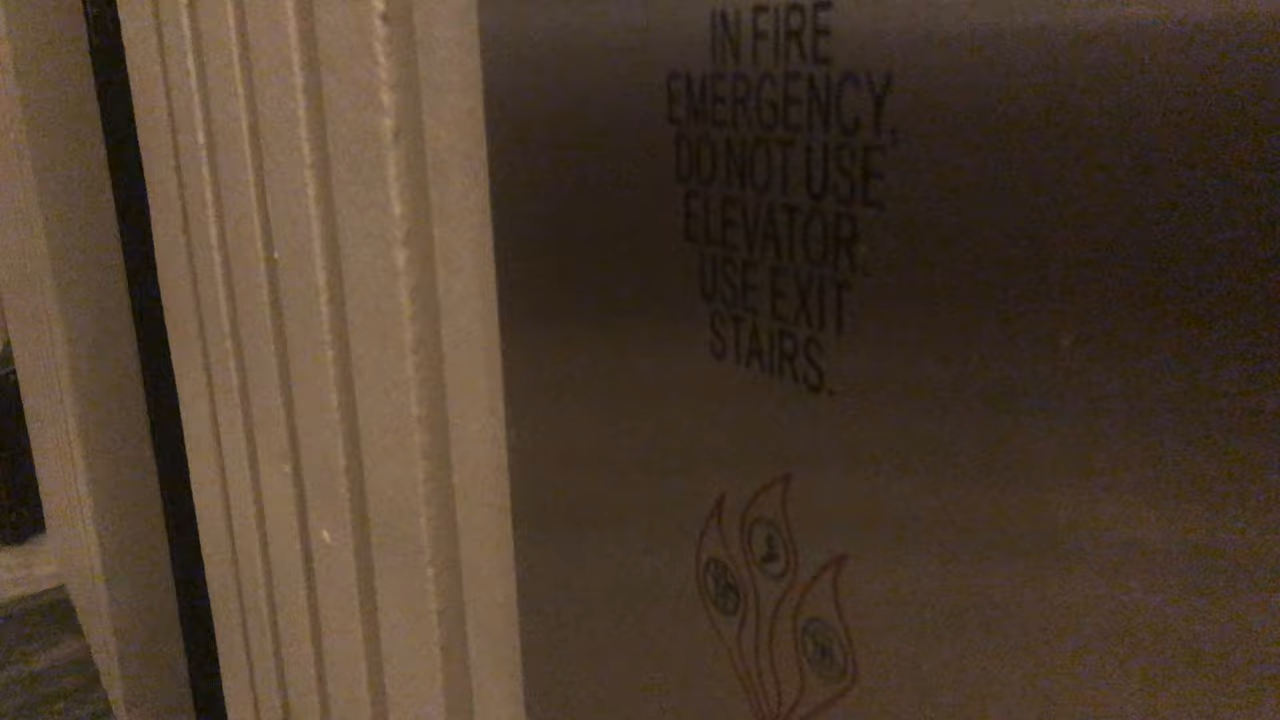 IN FIRE
EMERGENCY,
DO NOT USE
ELEVATOR.
USE EXIT
STAIRS.